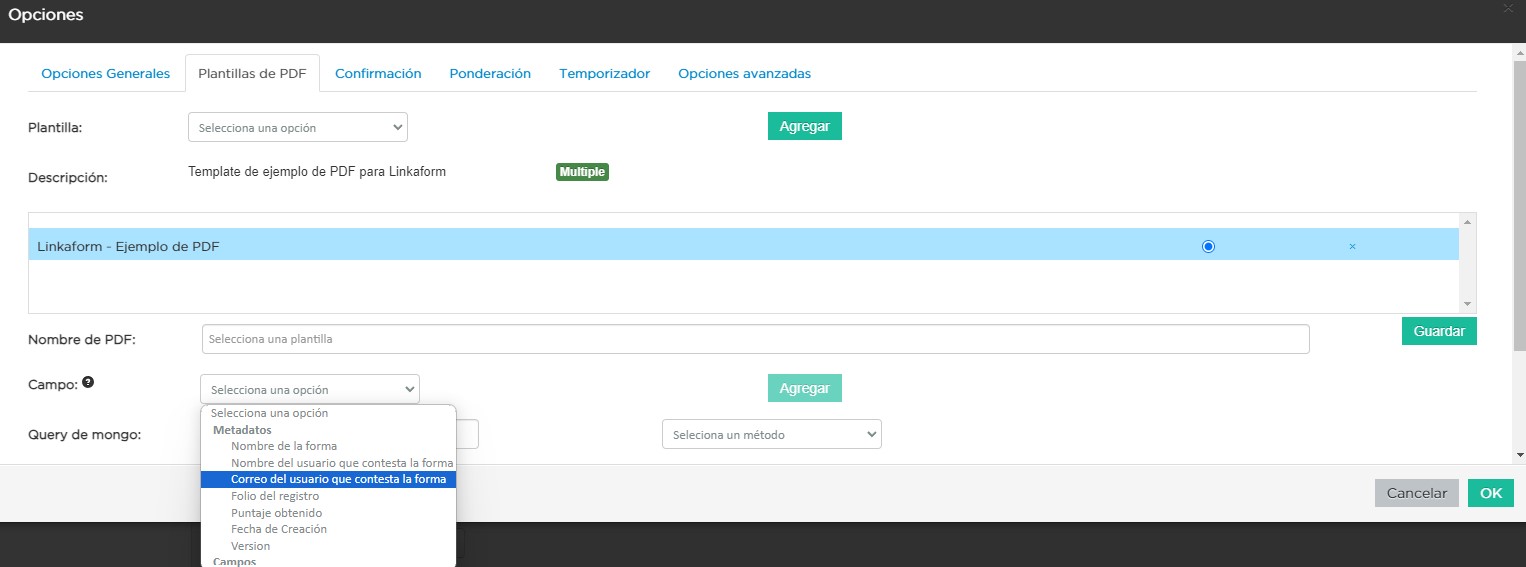 Opciones
×
Opciones Generales Plantillas de PDF Confirmación Ponderación Temporizador Opciones avanzadas
Plantilla: Selecciona una opción Agregar
Descripción: Template de ejemplo de PDF para Linkaform Multiple
Linkaform - Ejemplo de PDF ×
Nombre de PDF: Selecciona una plantilla Guardar
Campo: ? Selecciona una opción Agregar
Selecciona una opción
Metadatos
Query de mongo: Seleciona un método
Nombre de la forma
Nombre del usuario que contesta la forma
Correo del usuario que contesta la forma
Folio del registro
Cancelar OK
Puntaje obtenido
Fecha de Creación
Version
Campos